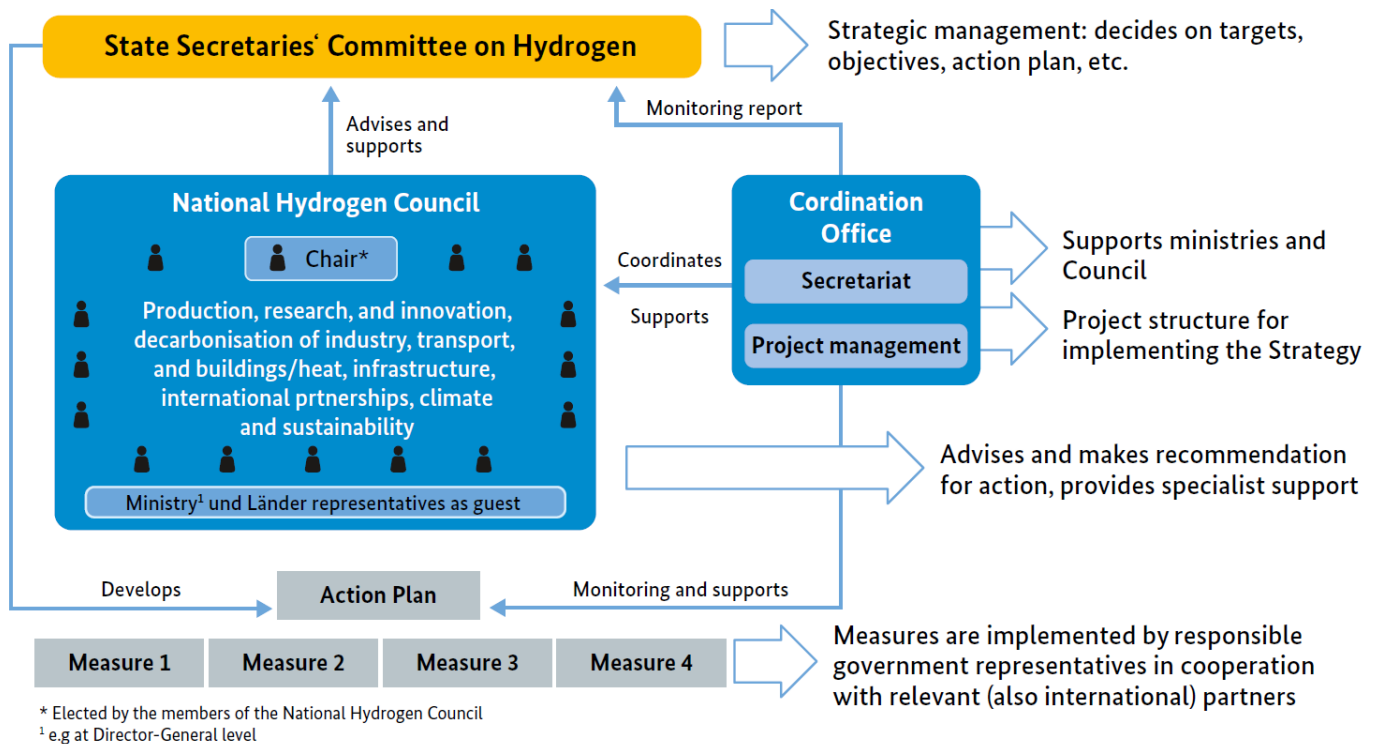 State Secretaries‘ Committee on Hydrogen
Strategic management: decides on targets,
objectives, action plan, etc.
Advises and
supports
Monitoring report
National Hydrogen Council
Chair*
Production, research, and innovation,
decarbonisation of industry, transport,
and buildings/heat, infrastructure,
international prtnerships, climate
and sustainability
Ministry¹ und Länder representatives as guest
Coordinates
Supports
Cordination
Office
Secretariat
Project management
Supports ministries and
Council
Project structure for
implementing the Strategy
Advises and makes recommendation
for action, provides specialist support
Develops
Action Plan
Monitoring and supports
Measure 1
Measure 2
Measure 3
Measure 4
Measures are implemented by responsible
government representatives in cooperation
with relevant (also international) partners
* Elected by the members of the National Hydrogen Council
¹ e.g at Director-General level